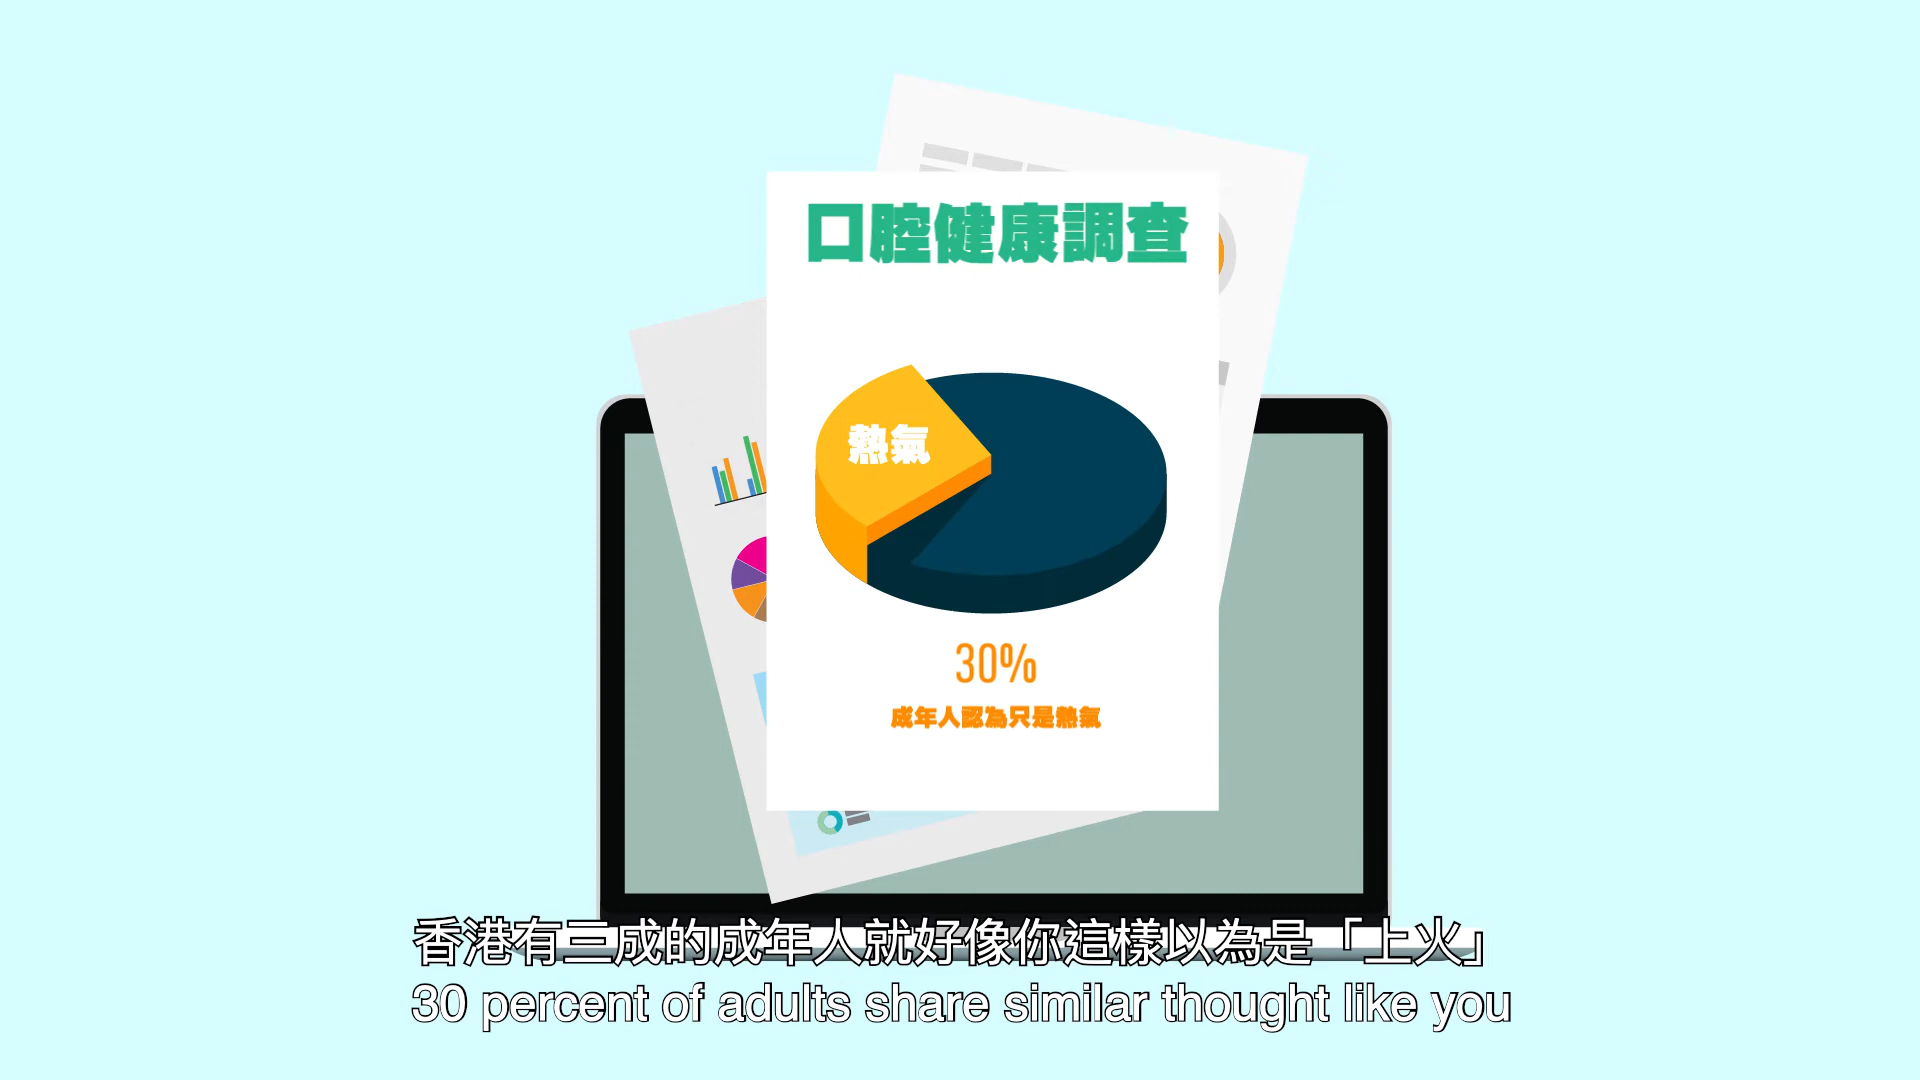 口腔健康調查
熱氣
30%
成年人認為只是熱氣
香港有三成的成年人就好像你這樣以為是「上火」
30 percent of adults share similar thought like you